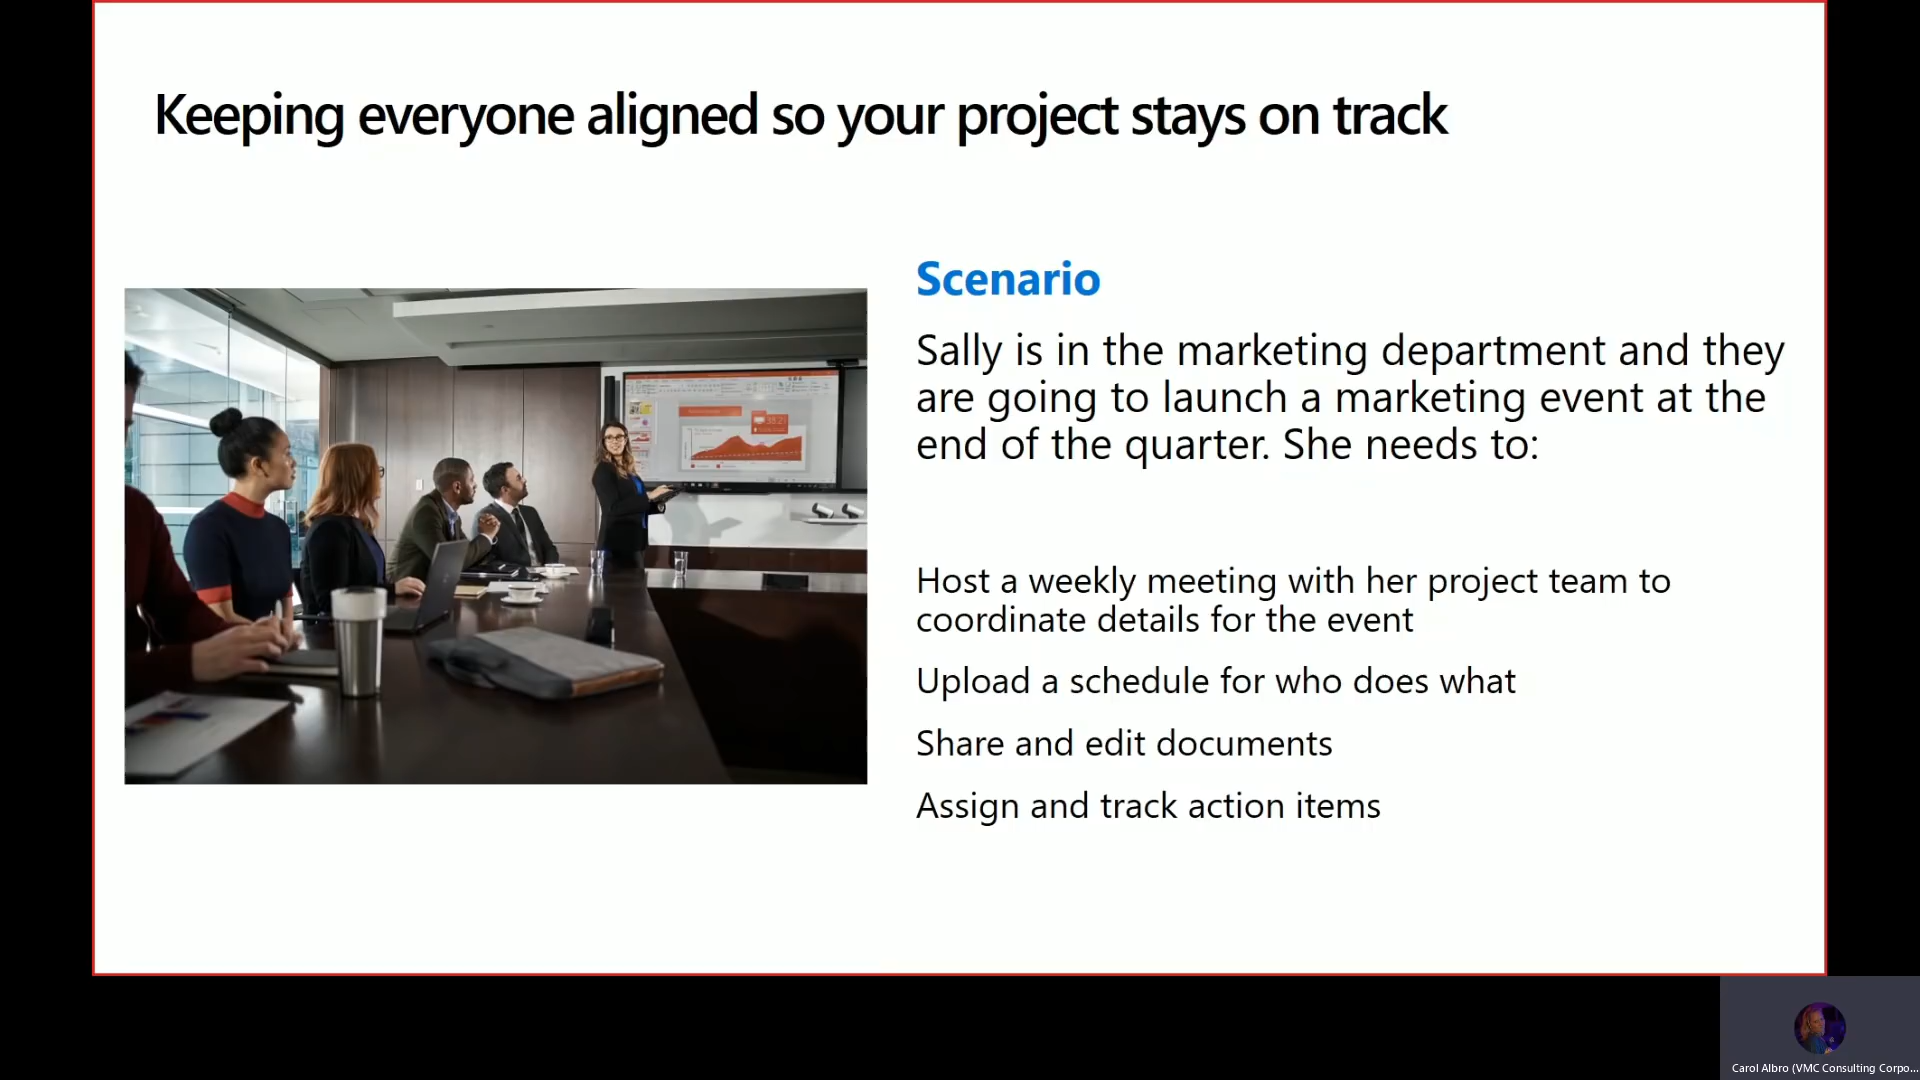 Keeping everyone aligned so your project stays on track
Scenario
Sally is in the marketing department and they
are going to launch a marketing event at the
end of the quarter. She needs to:
Host a weekly meeting with her project team to
coordinate details for the event
Upload a schedule for who does what
Share and edit documents
Assign and track action items
Carol Albro (VMC Consulting Corpo...